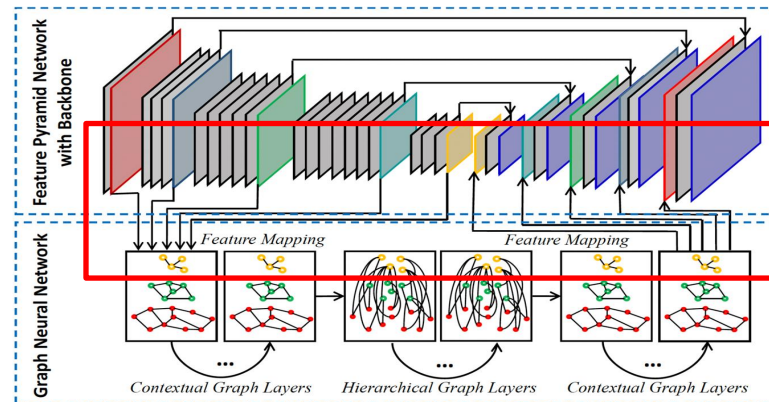 Feature Pyramid Network
with Backbone
Feature Mapping
Feature Mapping
Graph Neural Network
...
...
...
Contextual Graph Layers
Hierarchical Graph Layers
Contextual Graph Layers